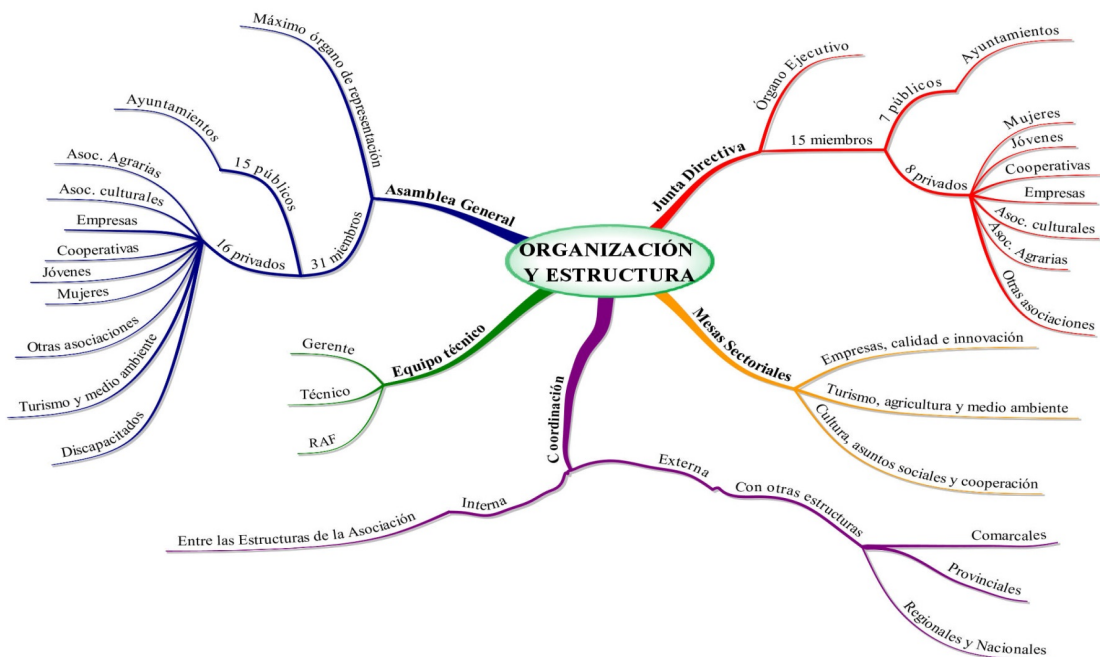 ORGANIZACIÓN
Y ESTRUCTURA
Asamblea General
Máximo órgano de representación
31 miembros
15 públicos
Ayuntamientos
16 privados
Asoc. Agrarias
Asoc. culturales
Empresas
Cooperativas
Jóvenes
Mujeres
Otras asociaciones
Turismo y medio ambiente
Discapacitados
Junta Directiva
Órgano Ejecutivo
15 miembros
7 públicos
Ayuntamientos
8 privados
Mujeres
Jóvenes
Cooperativas
Empresas
Asoc. culturales
Asoc. Agrarias
Otras asociaciones
Equipo técnico
Gerente
Técnico
RAF
Mesas Sectoriales
Empresas, calidad e innovación
Turismo, agricultura y medio ambiente
Cultura, asuntos sociales y cooperación
Coordinación
Interna
Entre las Estructuras de la Asociación
Externa
Con otras estructuras
Comarcales
Provinciales
Regionales y Nacionales